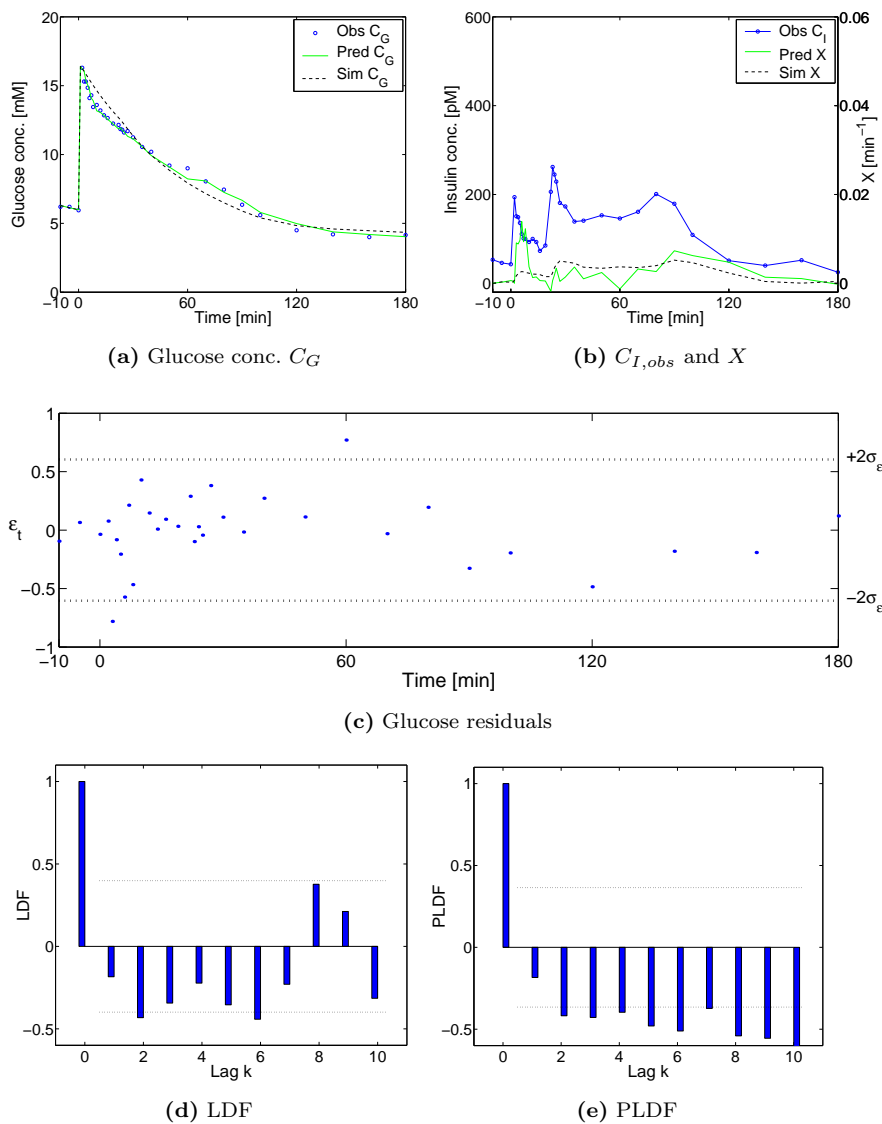 20
15
10
5
0
Glucose conc. [mM]
−10 0 60 120 180
Time [min]
Obs C_G
Pred C_G
Sim C_G
(a) Glucose conc. C_G
600
400
200
0
Insulin conc. [pM]
0.06
0.04
0.02
0
X [min⁻¹]
−10 0 60 120 180
Time [min]
Obs C_I
Pred X
Sim X
(b) C_{I,obs} and X
1
0.5
0
−0.5
−1
ε_t
+2σ_ε
−2σ_ε
−10 0 60 120 180
Time [min]
(c) Glucose residuals
1
0.5
0
−0.5
LDF
0 2 4 6 8 10
Lag k
(d) LDF
1
0.5
0
−0.5
PLDF
0 2 4 6 8 10
Lag k
(e) PLDF